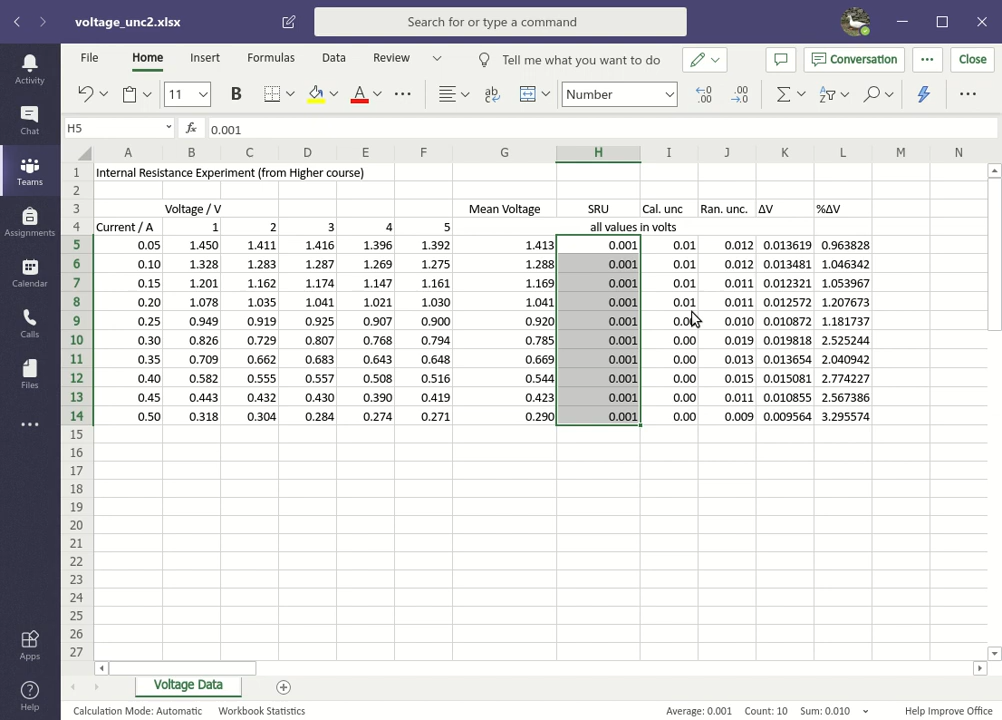 voltage_unc2.xlsx
Search for or type a command
Activity
Chat
Teams
Assignments
Calendar
Calls
Files
Apps
Help
File Home Insert Formulas Data Review
Tell me what you want to do
Conversation
Close
11 B A Number
H5 fx 0.001
A B C D E F G H I J K L M N
1 Internal Resistance Experiment (from Higher course)
2
3 Voltage / V Mean Voltage SRU Cal. unc Ran. unc. ΔV %ΔV
4 Current / A 1 2 3 4 5 all values in volts
5 0.05 1.450 1.411 1.416 1.396 1.392 1.413 0.001 0.01 0.012 0.013619 0.963828
6 0.10 1.328 1.283 1.287 1.269 1.275 1.288 0.001 0.01 0.012 0.013481 1.046342
7 0.15 1.201 1.162 1.174 1.147 1.161 1.169 0.001 0.01 0.011 0.012321 1.053967
8 0.20 1.078 1.035 1.041 1.021 1.030 1.041 0.001 0.01 0.011 0.012572 1.207673
9 0.25 0.949 0.919 0.925 0.907 0.900 0.920 0.001 0.010 0.010872 1.181737
10 0.30 0.826 0.729 0.807 0.768 0.794 0.785 0.001 0.00 0.019 0.019818 2.525244
11 0.35 0.709 0.662 0.683 0.643 0.648 0.669 0.001 0.00 0.013 0.013654 2.040942
12 0.40 0.582 0.555 0.557 0.508 0.516 0.544 0.001 0.00 0.015 0.015081 2.774227
13 0.45 0.443 0.432 0.430 0.390 0.419 0.423 0.001 0.00 0.011 0.010855 2.567386
14 0.50 0.318 0.304 0.284 0.274 0.271 0.290 0.001 0.00 0.009 0.009564 3.295574
15
16
17
18
19
20
21
22
23
24
25
26
27
Voltage Data
Calculation Mode: Automatic Workbook Statistics Average: 0.001 Count: 10 Sum: 0.010 Help Improve Office